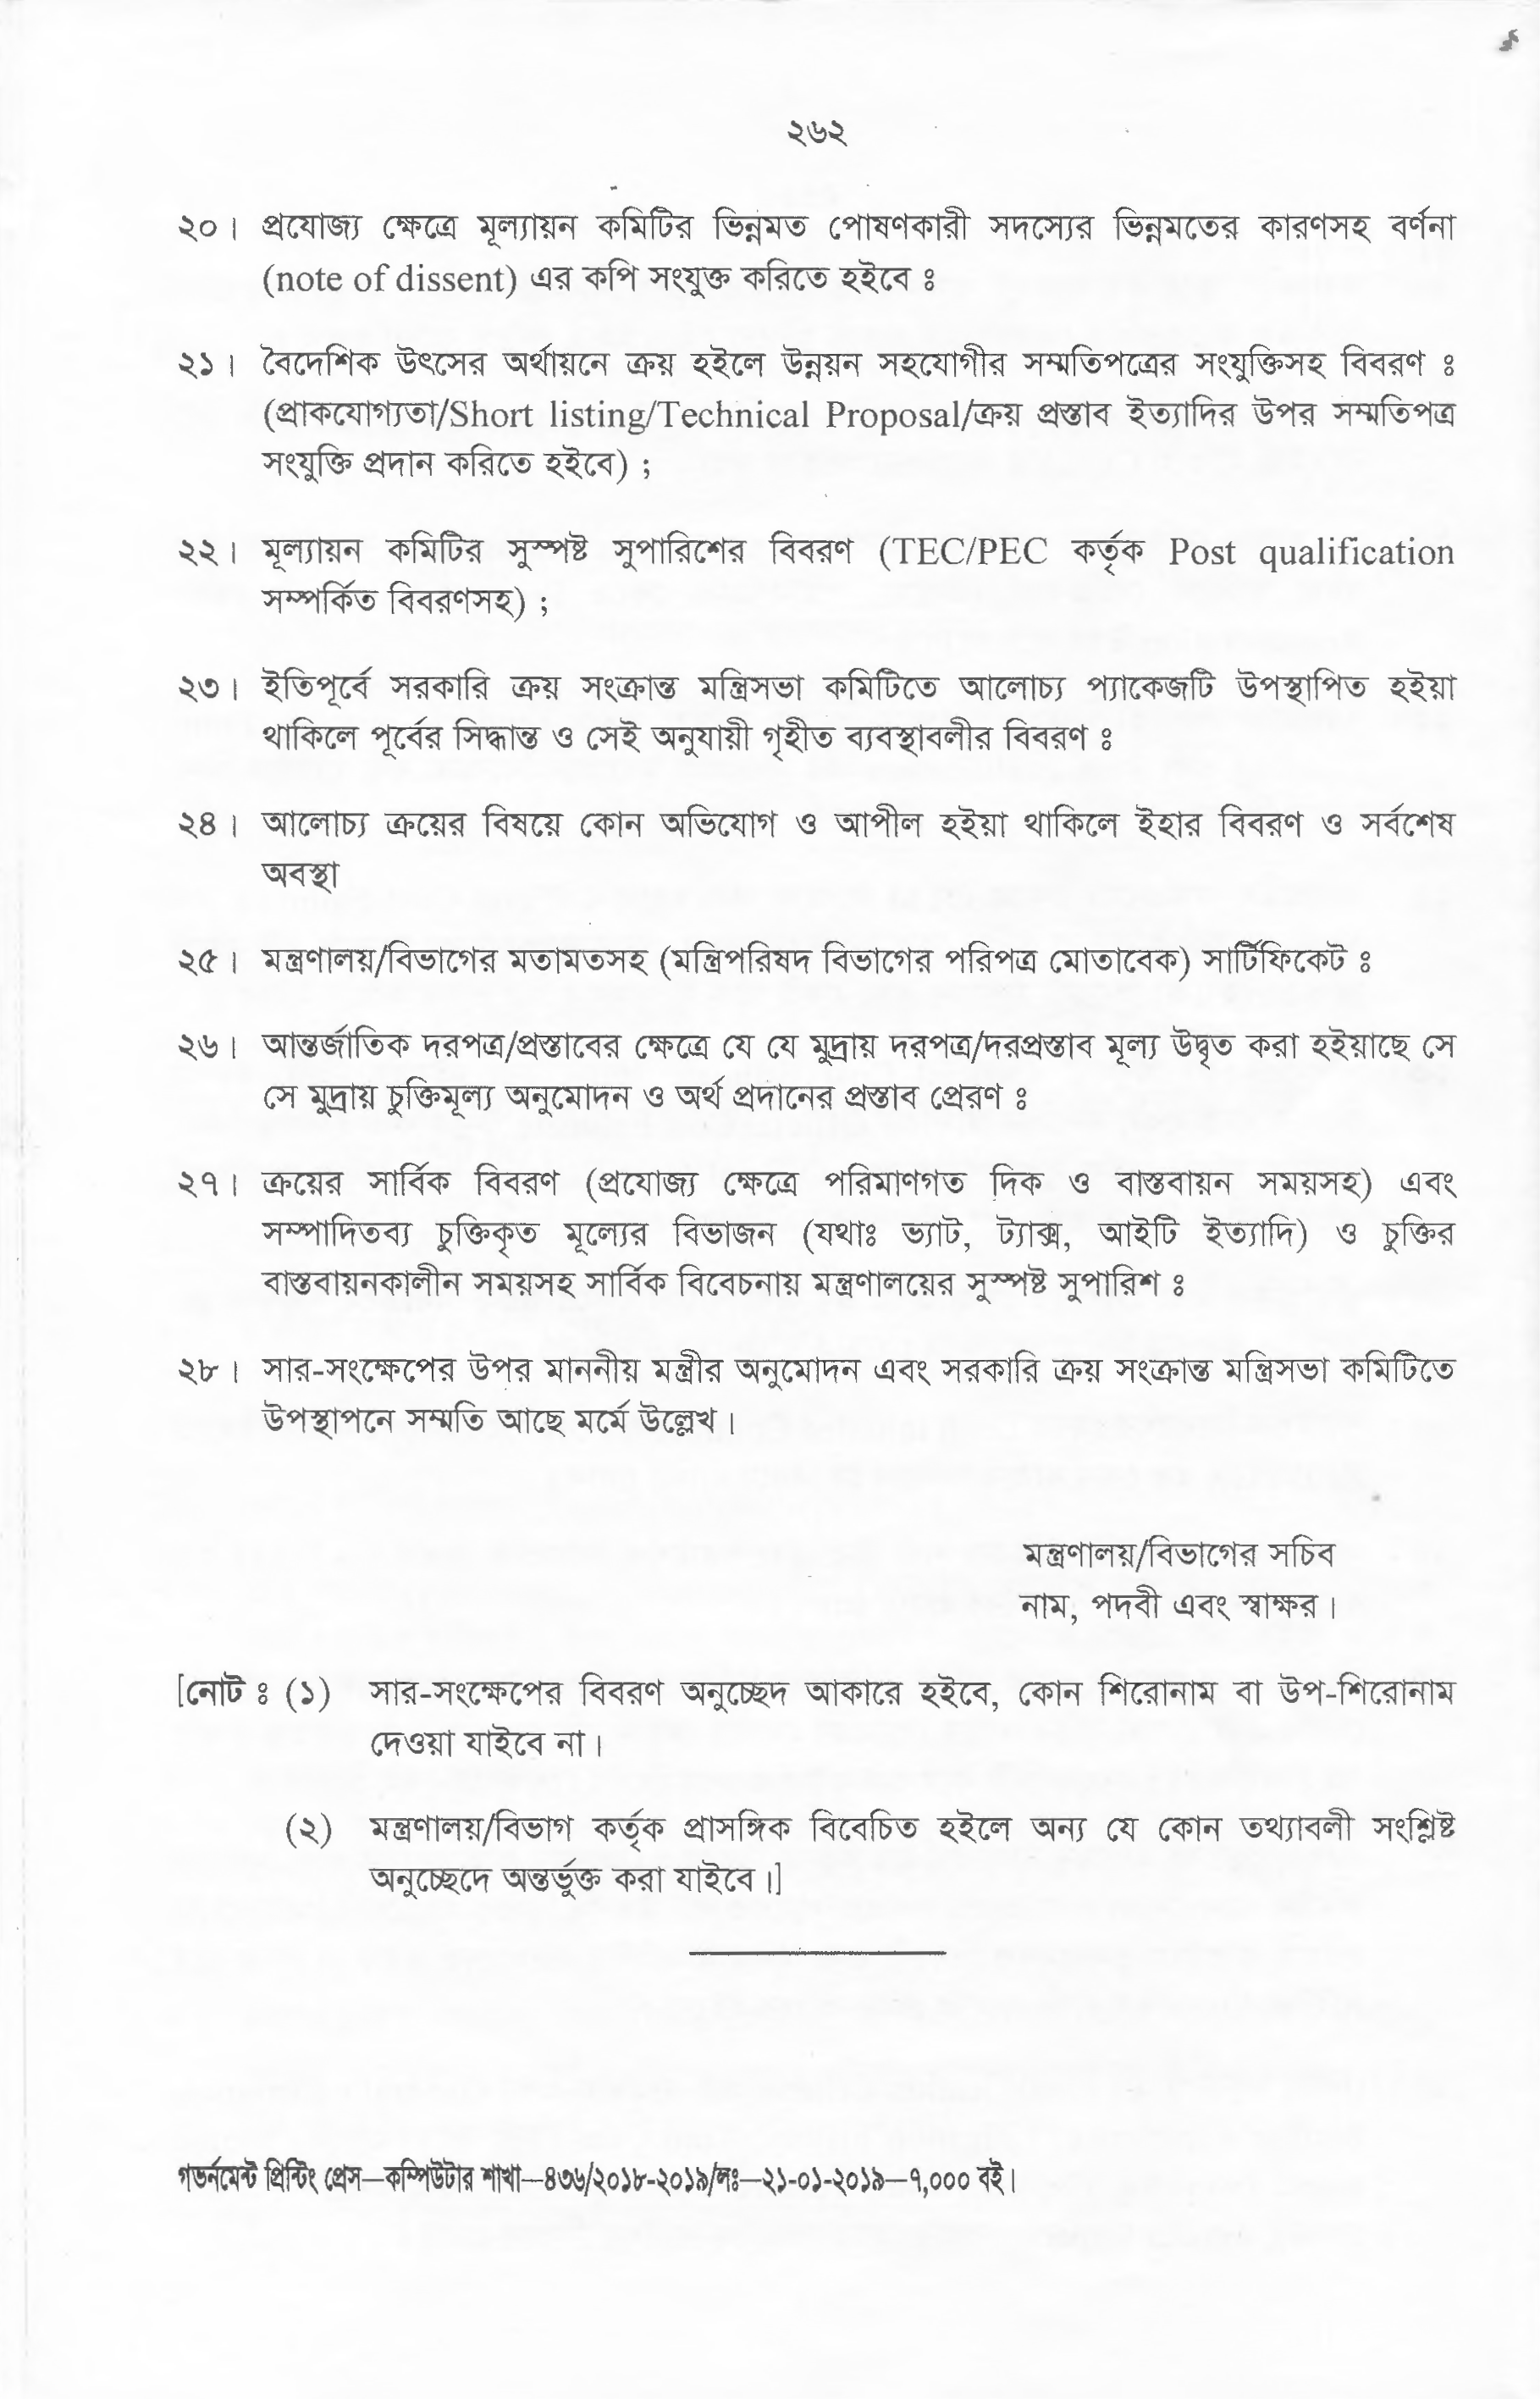 ২৬২
২০। প্রযোজ্য ক্ষেত্রে মূল্যায়ন কমিটির ভিন্নমত পোষণকারী সদস্যের ভিন্নমতের কারণসহ বর্ণনা
(note of dissent) এর কপি সংযুক্ত করিতে হইবে ঃ
২১। বৈদেশিক উৎসের অর্থায়নে ক্রয় হইলে উন্নয়ন সহযোগীর সম্মতিপত্রের সংযুক্তিসহ বিবরণ ঃ
(প্রাকযোগ্যতা/Short listing/Technical Proposal/ক্রয় প্রস্তাব ইত্যাদির উপর সম্মতিপত্র
সংযুক্তি প্রদান করিতে হইবে) ;
২২। মূল্যায়ন কমিটির সুস্পষ্ট সুপারিশের বিবরণ (TEC/PEC কর্তৃক Post qualification
সম্পর্কিত বিবরণসহ) ;
২৩। ইতিপূর্বে সরকারি ক্রয় সংক্রান্ত মন্ত্রিসভা কমিটিতে আলোচ্য প্যাকেজটি উপস্থাপিত হইয়া
থাকিলে পূর্বের সিদ্ধান্ত ও সেই অনুযায়ী গৃহীত ব্যবস্থাবলীর বিবরণ ঃ
২৪। আলোচ্য ক্রয়ের বিষয়ে কোন অভিযোগ ও আপীল হইয়া থাকিলে ইহার বিবরণ ও সর্বশেষ
অবস্থা
২৫। মন্ত্রণালয়/বিভাগের মতামতসহ (মন্ত্রিপরিষদ বিভাগের পরিপত্র মোতাবেক) সার্টিফিকেট ঃ
২৬। আন্তর্জাতিক দরপত্র/প্রস্তাবের ক্ষেত্রে যে যে মুদ্রায় দরপত্র/দরপ্রস্তাব মূল্য উদ্বৃত করা হইয়াছে সে
সে মুদ্রায় চুক্তিমূল্য অনুমোদন ও অর্থ প্রদানের প্রস্তাব প্রেরণ ঃ
২৭। ক্রয়ের সার্বিক বিবরণ (প্রযোজ্য ক্ষেত্রে পরিমাণগত দিক ও বাস্তবায়ন সময়সহ) এবং
সম্পাদিতব্য চুক্তিকৃত মূল্যের বিভাজন (যথাঃ ভ্যাট, ট্যাক্স, আইটি ইত্যাদি) ও চুক্তির
বাস্তবায়নকালীন সময়সহ সার্বিক বিবেচনায় মন্ত্রণালয়ের সুস্পষ্ট সুপারিশ ঃ
২৮। সার-সংক্ষেপের উপর মাননীয় মন্ত্রীর অনুমোদন এবং সরকারি ক্রয় সংক্রান্ত মন্ত্রিসভা কমিটিতে
উপস্থাপনে সম্মতি আছে মর্মে উল্লেখ।
মন্ত্রণালয়/বিভাগের সচিব
নাম, পদবী এবং স্বাক্ষর।
[নোট ঃ (১) সার-সংক্ষেপের বিবরণ অনুচ্ছেদ আকারে হইবে, কোন শিরোনাম বা উপ-শিরোনাম
দেওয়া যাইবে না।
(২) মন্ত্রণালয়/বিভাগ কর্তৃক প্রাসঙ্গিক বিবেচিত হইলে অন্য যে কোন তথ্যাবলী সংশ্লিষ্ট
অনুচ্ছেদে অন্তর্ভুক্ত করা যাইবে।]
গভর্নমেন্ট প্রিন্টিং প্রেস—কম্পিউটার শাখা—৪৩৬/২০১৮-২০১৯/লঃ—২১-০১-২০১৯—৭,০০০ বই।